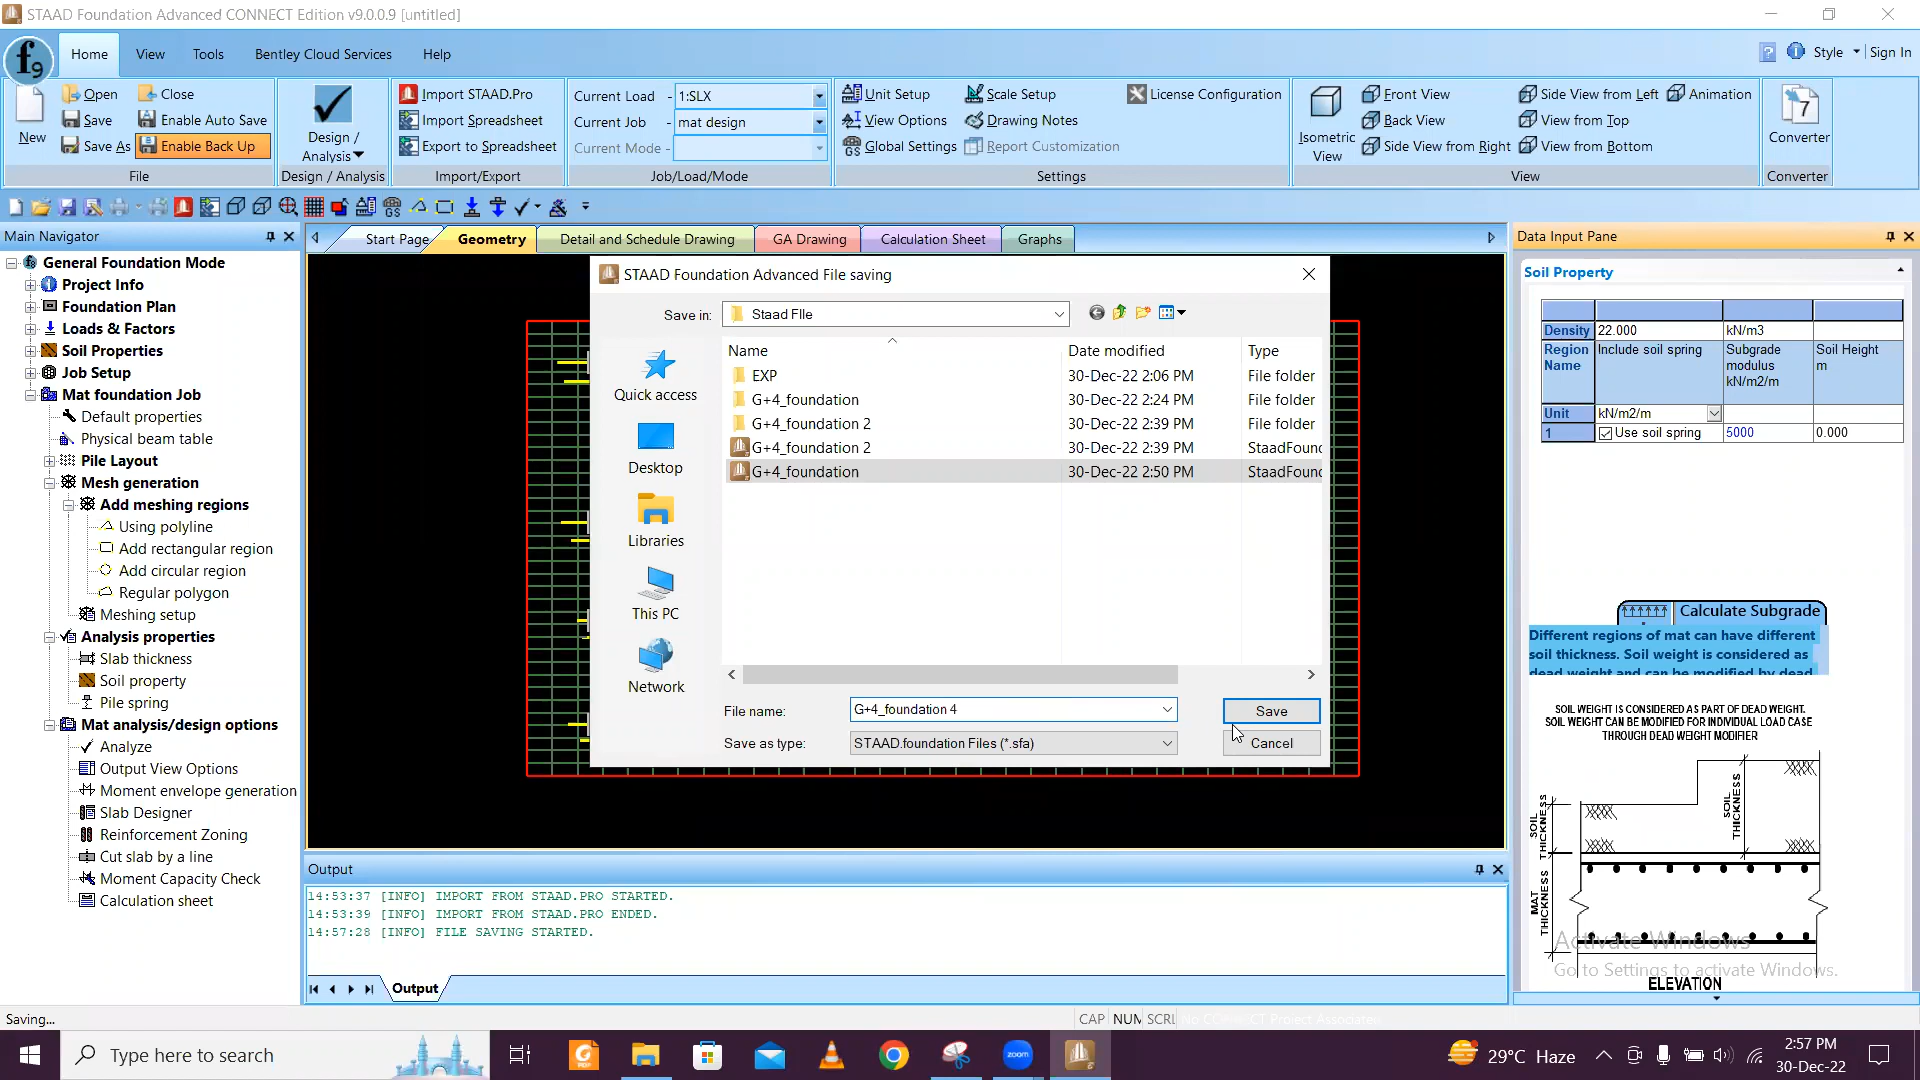 STAAD Foundation Advanced CONNECT Edition v9.0.0.9 [untitled]
Home View Tools Bentley Cloud Services Help
Style Sign In
New
Open
Save
Save As
Close
Enable Auto Save
Enable Back Up
File
Design / Analysis
Design / Analysis
Import STAAD.Pro
Import Spreadsheet
Export to Spreadsheet
Import/Export
Current Load - 1:SLX
Current Job - mat design
Current Mode -
Job/Load/Mode
Unit Setup
View Options
Global Settings
Scale Setup
Drawing Notes
Report Customization
License Configuration
Settings
Isometric View
Front View
Back View
Side View from Right
Side View from Left
View from Top
View from Bottom
Animation
View
Converter
Converter
Main Navigator
General Foundation Mode
Project Info
Foundation Plan
Loads & Factors
Soil Properties
Job Setup
Mat foundation Job
Default properties
Physical beam table
Pile Layout
Mesh generation
Add meshing regions
Using polyline
Add rectangular region
Add circular region
Regular polygon
Meshing setup
Analysis properties
Slab thickness
Soil property
Pile spring
Mat analysis/design options
Analyze
Output View Options
Moment envelope generation
Slab Designer
Reinforcement Zoning
Cut slab by a line
Moment Capacity Check
Calculation sheet
Start Page Geometry Detail and Schedule Drawing GA Drawing Calculation Sheet Graphs
STAAD Foundation Advanced File saving
Save in: Staad FIle
Name Date modified Type
EXP 30-Dec-22 2:06 PM File folder
G+4_foundation 30-Dec-22 2:24 PM File folder
G+4_foundation 2 30-Dec-22 2:39 PM File folder
G+4_foundation 2 30-Dec-22 2:39 PM StaadFoun
G+4_foundation 30-Dec-22 2:50 PM StaadFoun
Quick access
Desktop
Libraries
This PC
Network
File name: G+4_foundation 4 Save
Save as type: STAAD.foundation Files (*.sfa) Cancel
Data Input Pane
Soil Property
Density 22.000 kN/m3
Region Name Include soil spring Subgrade modulus kN/m2/m Soil Height m
Unit kN/m2/m
1 Use soil spring 5000 0.000
Calculate Subgrade
Different regions of mat can have different
soil thickness. Soil weight is considered as
dead weight and can be modified by dead
SOIL WEIGHT IS CONSIDERED AS PART OF DEAD WEIGHT.
SOIL WEIGHT CAN BE MODIFIED FOR INDIVIDUAL LOAD CASE
THROUGH DEAD WEIGHT MODIFIER
SOIL THICKNESS
SOIL THICKNESS
MAT THICKNESS
ELEVATION
Activate Windows
Go to Settings to activate Windows.
Output
14:53:37 [INFO] IMPORT FROM STAAD.PRO STARTED.
14:53:39 [INFO] IMPORT FROM STAAD.PRO ENDED.
14:57:28 [INFO] FILE SAVING STARTED.
Output
Saving...
CAP NUM SCRL
Type here to search
zoom
29°C Haze
2:57 PM
30-Dec-22